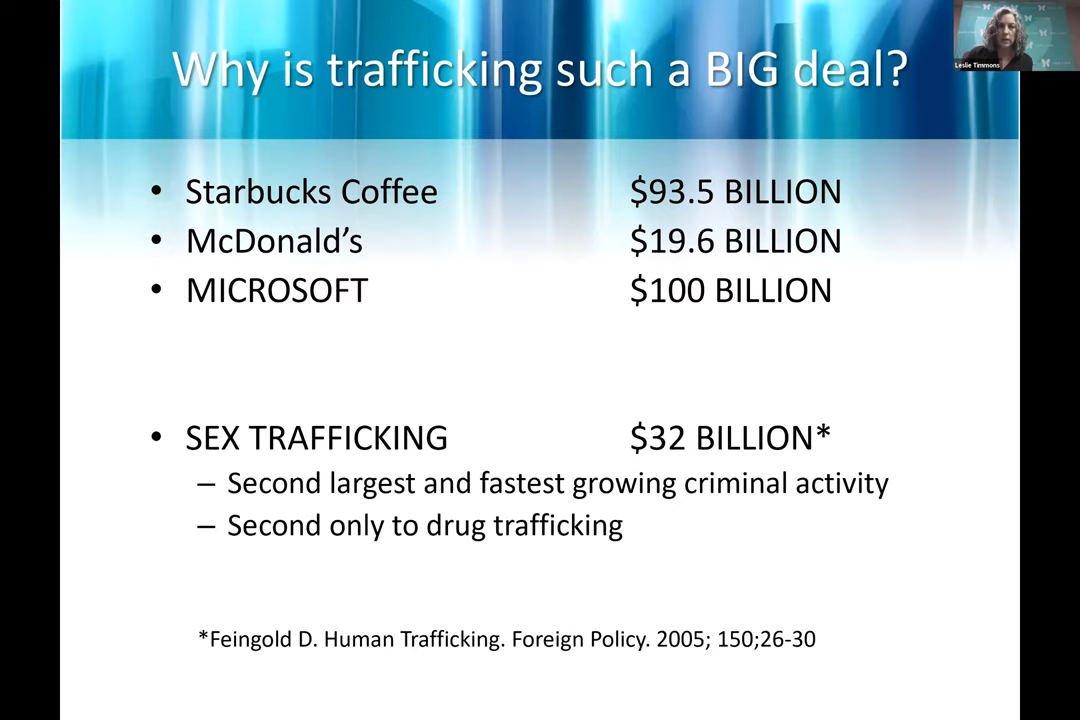 Why is trafficking such a BIG deal?
Leslie Timmons
• Starbucks Coffee $93.5 BILLION
• McDonald’s $19.6 BILLION
• MICROSOFT $100 BILLION
• SEX TRAFFICKING $32 BILLION*
– Second largest and fastest growing criminal activity
– Second only to drug trafficking
*Feingold D. Human Trafficking. Foreign Policy. 2005; 150;26-30